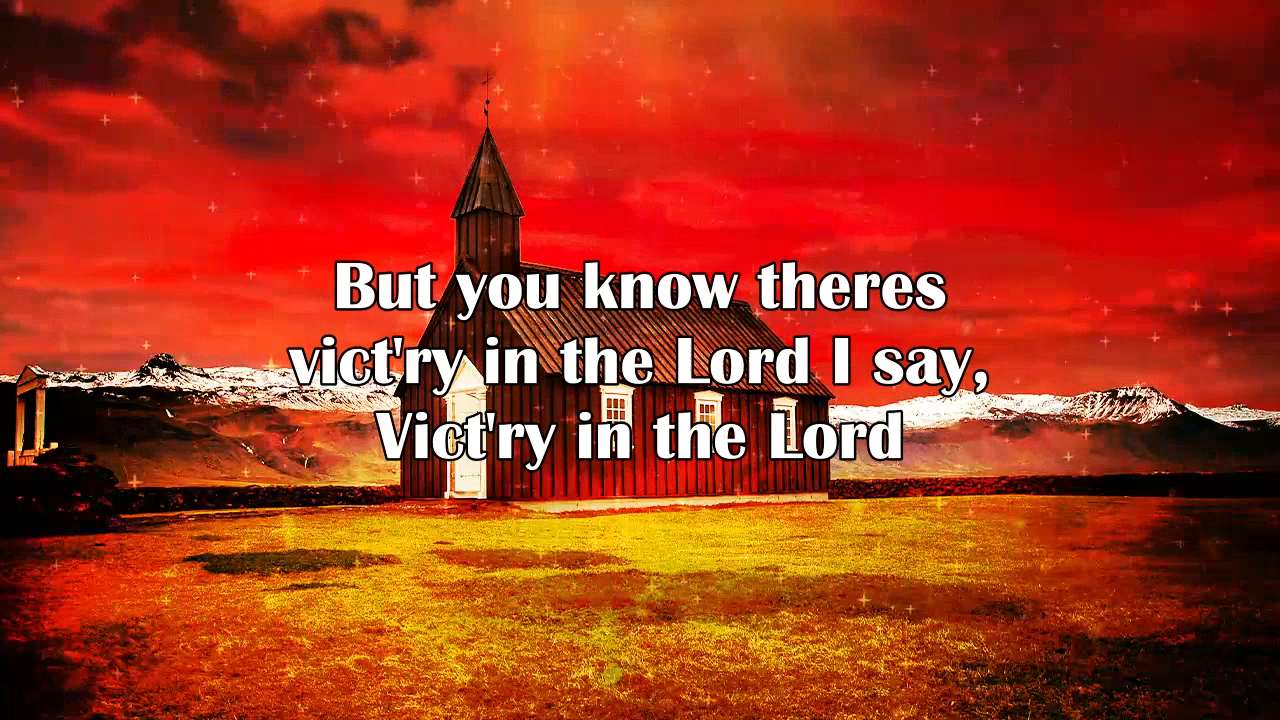 But you know theres
vict'ry in the Lord I say,
Vict'ry in the Lord